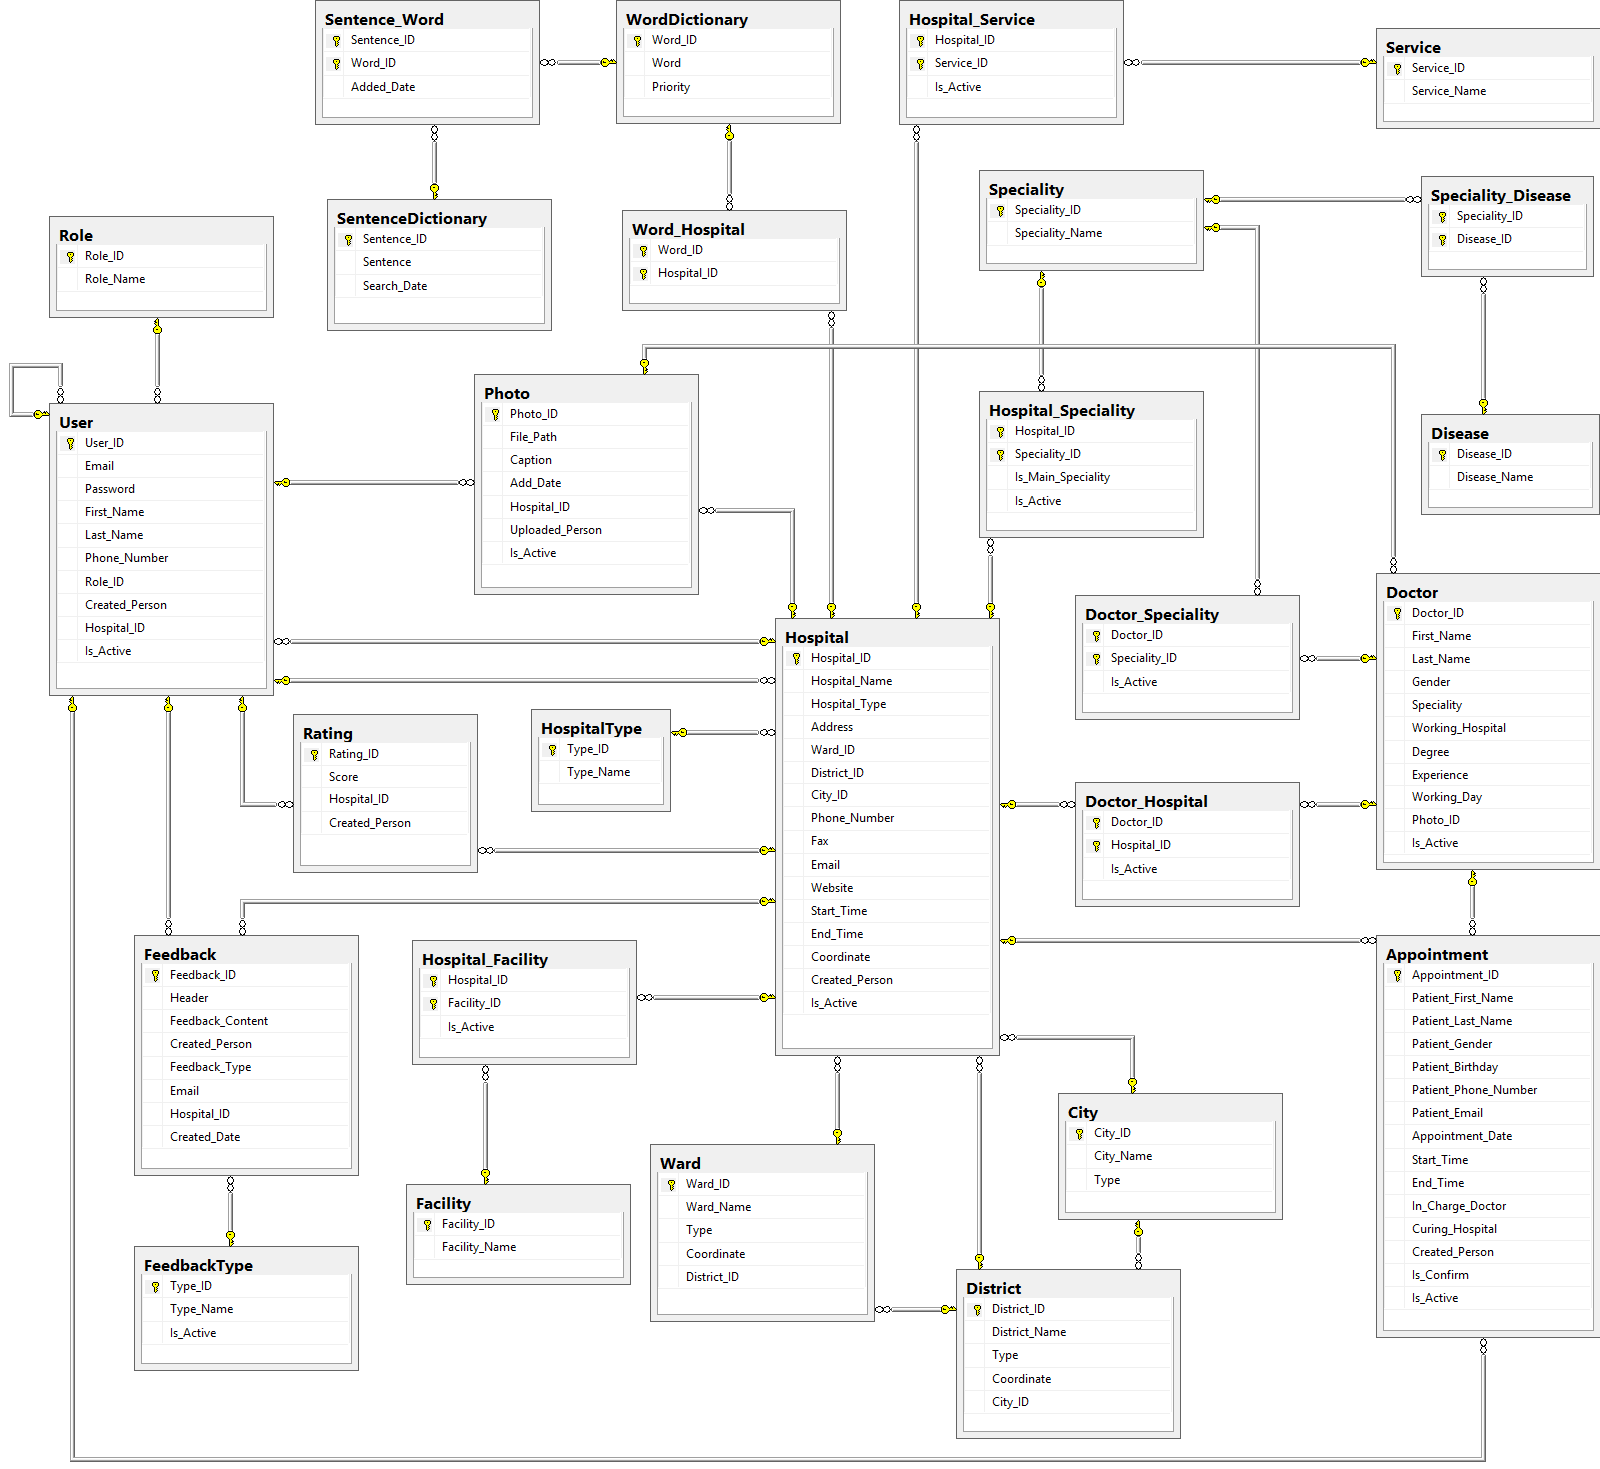 Sentence_Word
Sentence_ID
Word_ID
Added_Date
WordDictionary
Word_ID
Word
Priority
Hospital_Service
Hospital_ID
Service_ID
Is_Active
Service
Service_ID
Service_Name
Speciality
Speciality_ID
Speciality_Name
Speciality_Disease
Speciality_ID
Disease_ID
SentenceDictionary
Sentence_ID
Sentence
Search_Date
Word_Hospital
Word_ID
Hospital_ID
Role
Role_ID
Role_Name
Photo
Photo_ID
File_Path
Caption
Add_Date
Hospital_ID
Uploaded_Person
Is_Active
Hospital_Speciality
Hospital_ID
Speciality_ID
Is_Main_Speciality
Is_Active
User
User_ID
Email
Password
First_Name
Last_Name
Phone_Number
Role_ID
Created_Person
Hospital_ID
Is_Active
Disease
Disease_ID
Disease_Name
Doctor
Doctor_ID
First_Name
Last_Name
Gender
Speciality
Working_Hospital
Degree
Experience
Working_Day
Photo_ID
Is_Active
Doctor_Speciality
Doctor_ID
Speciality_ID
Is_Active
Hospital
Hospital_ID
Hospital_Name
Hospital_Type
Address
Ward_ID
District_ID
City_ID
Phone_Number
Fax
Email
Website
Start_Time
End_Time
Coordinate
Created_Person
Is_Active
Rating
Rating_ID
Score
Hospital_ID
Created_Person
HospitalType
Type_ID
Type_Name
Doctor_Hospital
Doctor_ID
Hospital_ID
Is_Active
Feedback
Feedback_ID
Header
Feedback_Content
Created_Person
Feedback_Type
Email
Hospital_ID
Created_Date
Hospital_Facility
Hospital_ID
Facility_ID
Is_Active
Appointment
Appointment_ID
Patient_First_Name
Patient_Last_Name
Patient_Gender
Patient_Birthday
Patient_Phone_Number
Patient_Email
Appointment_Date
Start_Time
End_Time
In_Charge_Doctor
Curing_Hospital
Created_Person
Is_Confirm
Is_Active
City
City_ID
City_Name
Type
Ward
Ward_ID
Ward_Name
Type
Coordinate
District_ID
Facility
Facility_ID
Facility_Name
FeedbackType
Type_ID
Type_Name
Is_Active
District
District_ID
District_Name
Type
Coordinate
City_ID